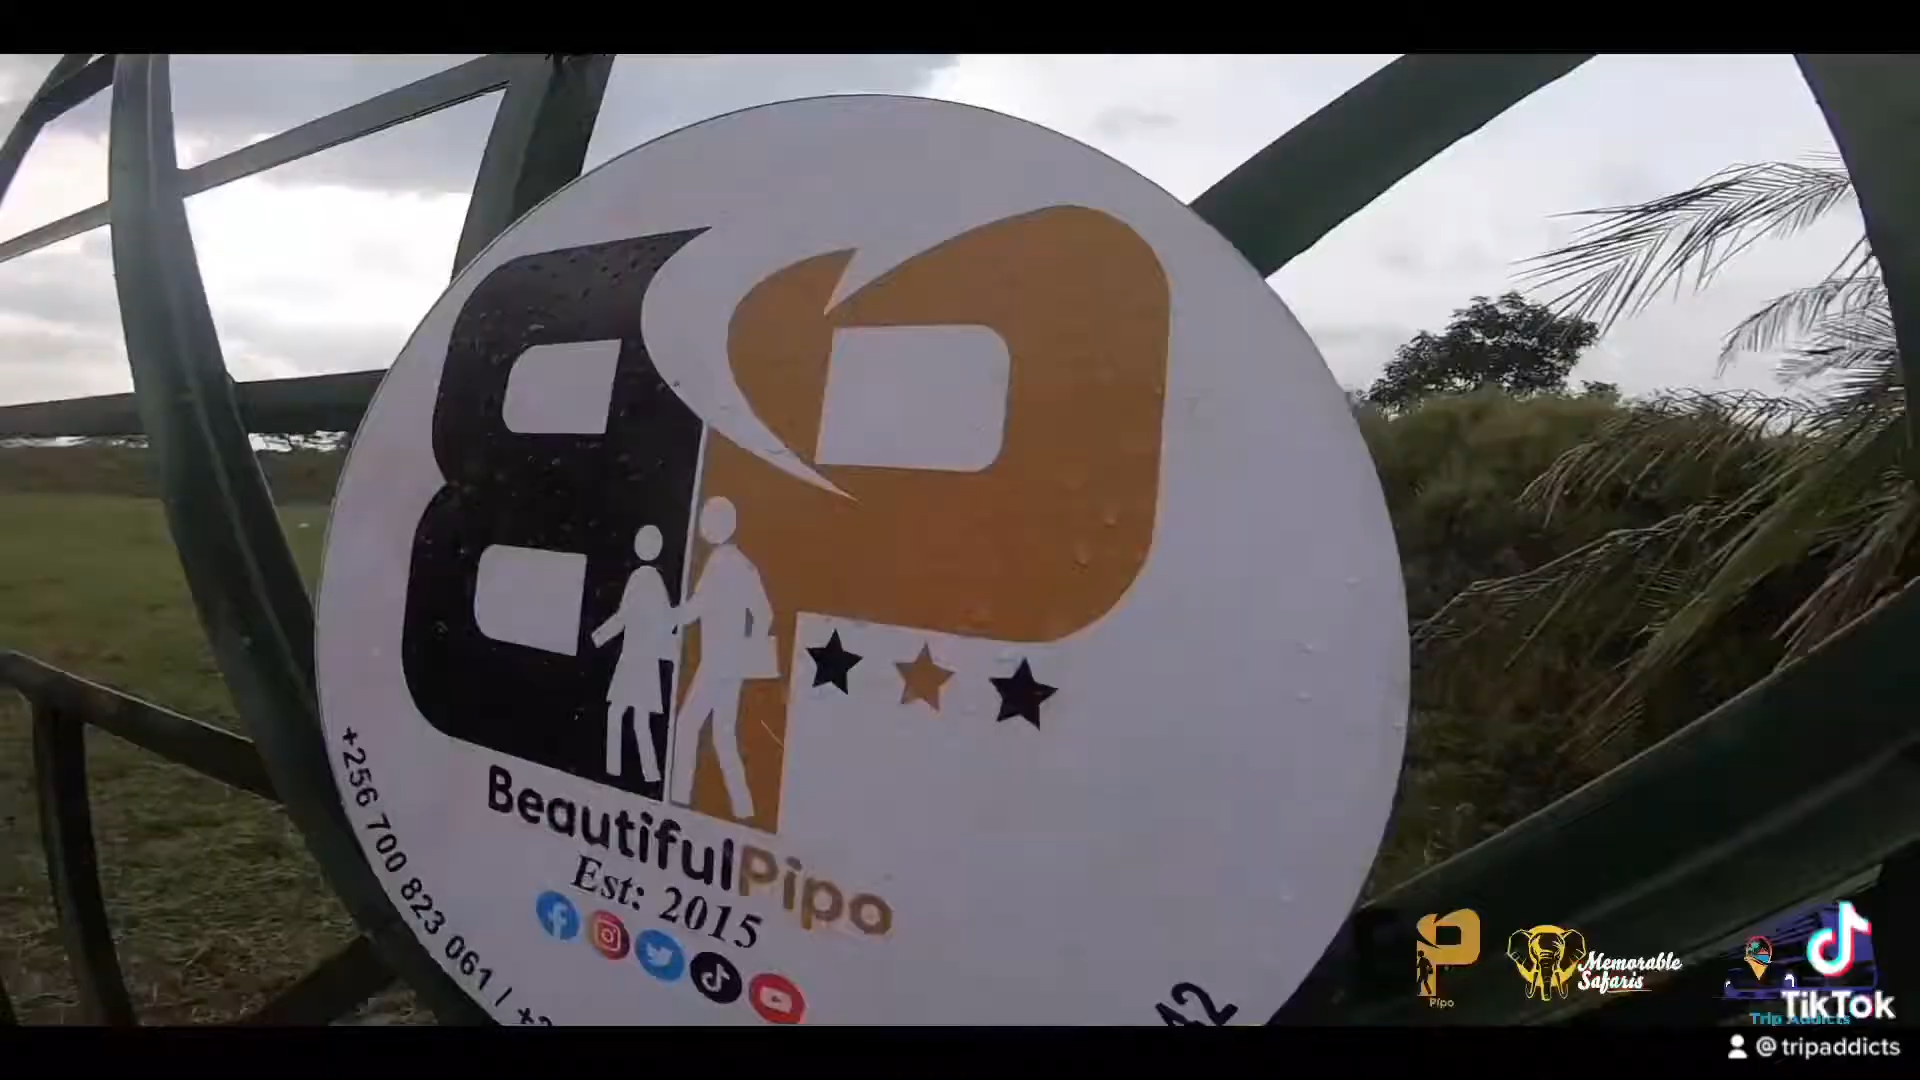 BP
BeautifulPipo
Est: 2015
+256 700 823 061 /
42
Pipo
Memorable
Safaris
Trip Addicts
TikTok
@tripaddicts